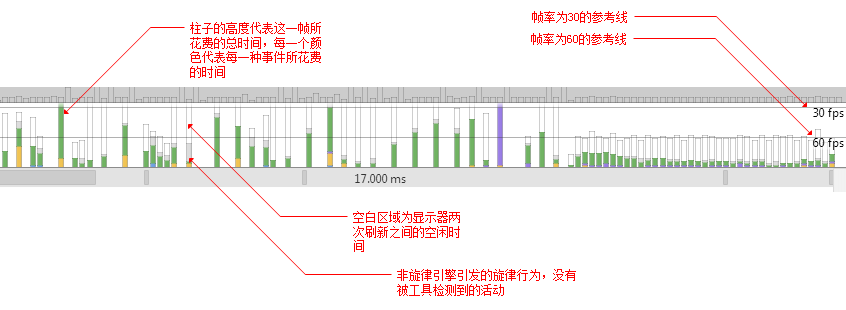 柱子的高度代表这一帧所
花费的总时间，每一个颜
色代表每一种事件所花费
的时间
帧率为30的参考线
帧率为60的参考线
30 fps
60 fps
17.000 ms
空白区域为显示器两
次刷新之间的空闲时
间
非旋律引擎引发的旋律行为，没有
被工具检测到的活动